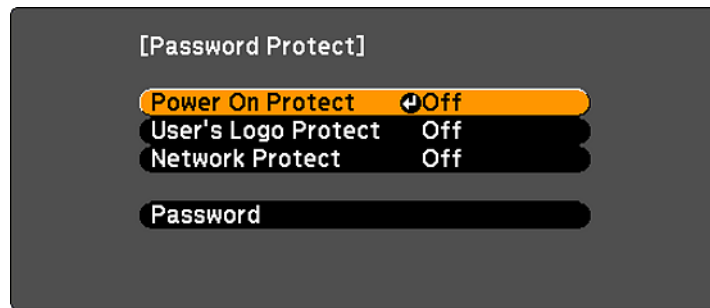 [Password Protect]
Power On Protect Off
User's Logo Protect Off
Network Protect Off
Password